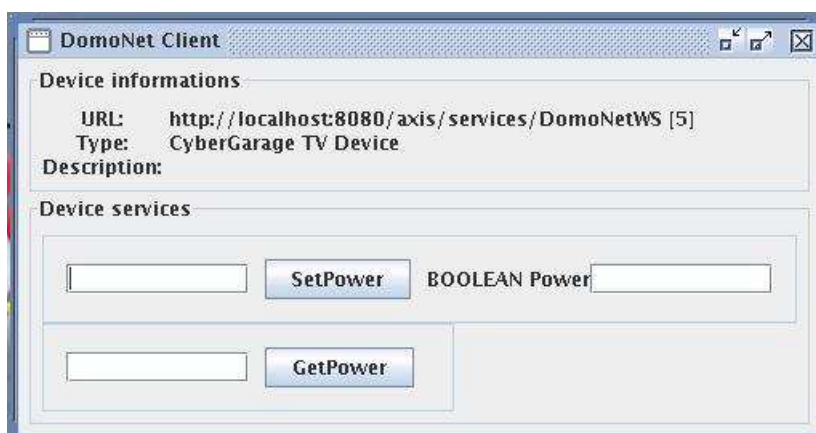 DomoNet Client
Device informations
URL: http://localhost:8080/axis/services/DomoNetWS [5]
Type: CyberGarage TV Device
Description:
Device services
SetPower BOOLEAN Power
GetPower